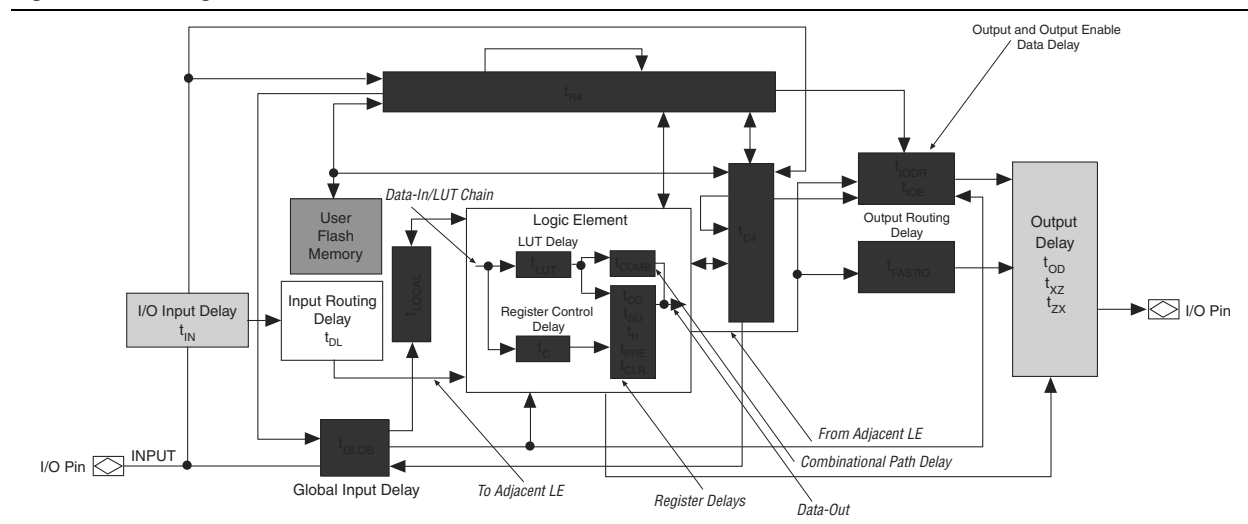 Output and Output Enable
Data Delay
tR4
Data-In/LUT Chain
User
Flash
Memory
tLOCAL
Logic Element
LUT Delay
tLUT
tCOMB
Register Control
Delay
tC
tCO
tSU
tH
tPRE
tCLR
tC4
tIODR
tIOE
Output Routing
Delay
tFASTIO
Output
Delay
tOD
tXZ
tZX
I/O Pin
I/O Input Delay
tIN
Input Routing
Delay
tDL
I/O Pin
INPUT
tGLOB
Global Input Delay
To Adjacent LE
Register Delays
From Adjacent LE
Combinational Path Delay
Data-Out